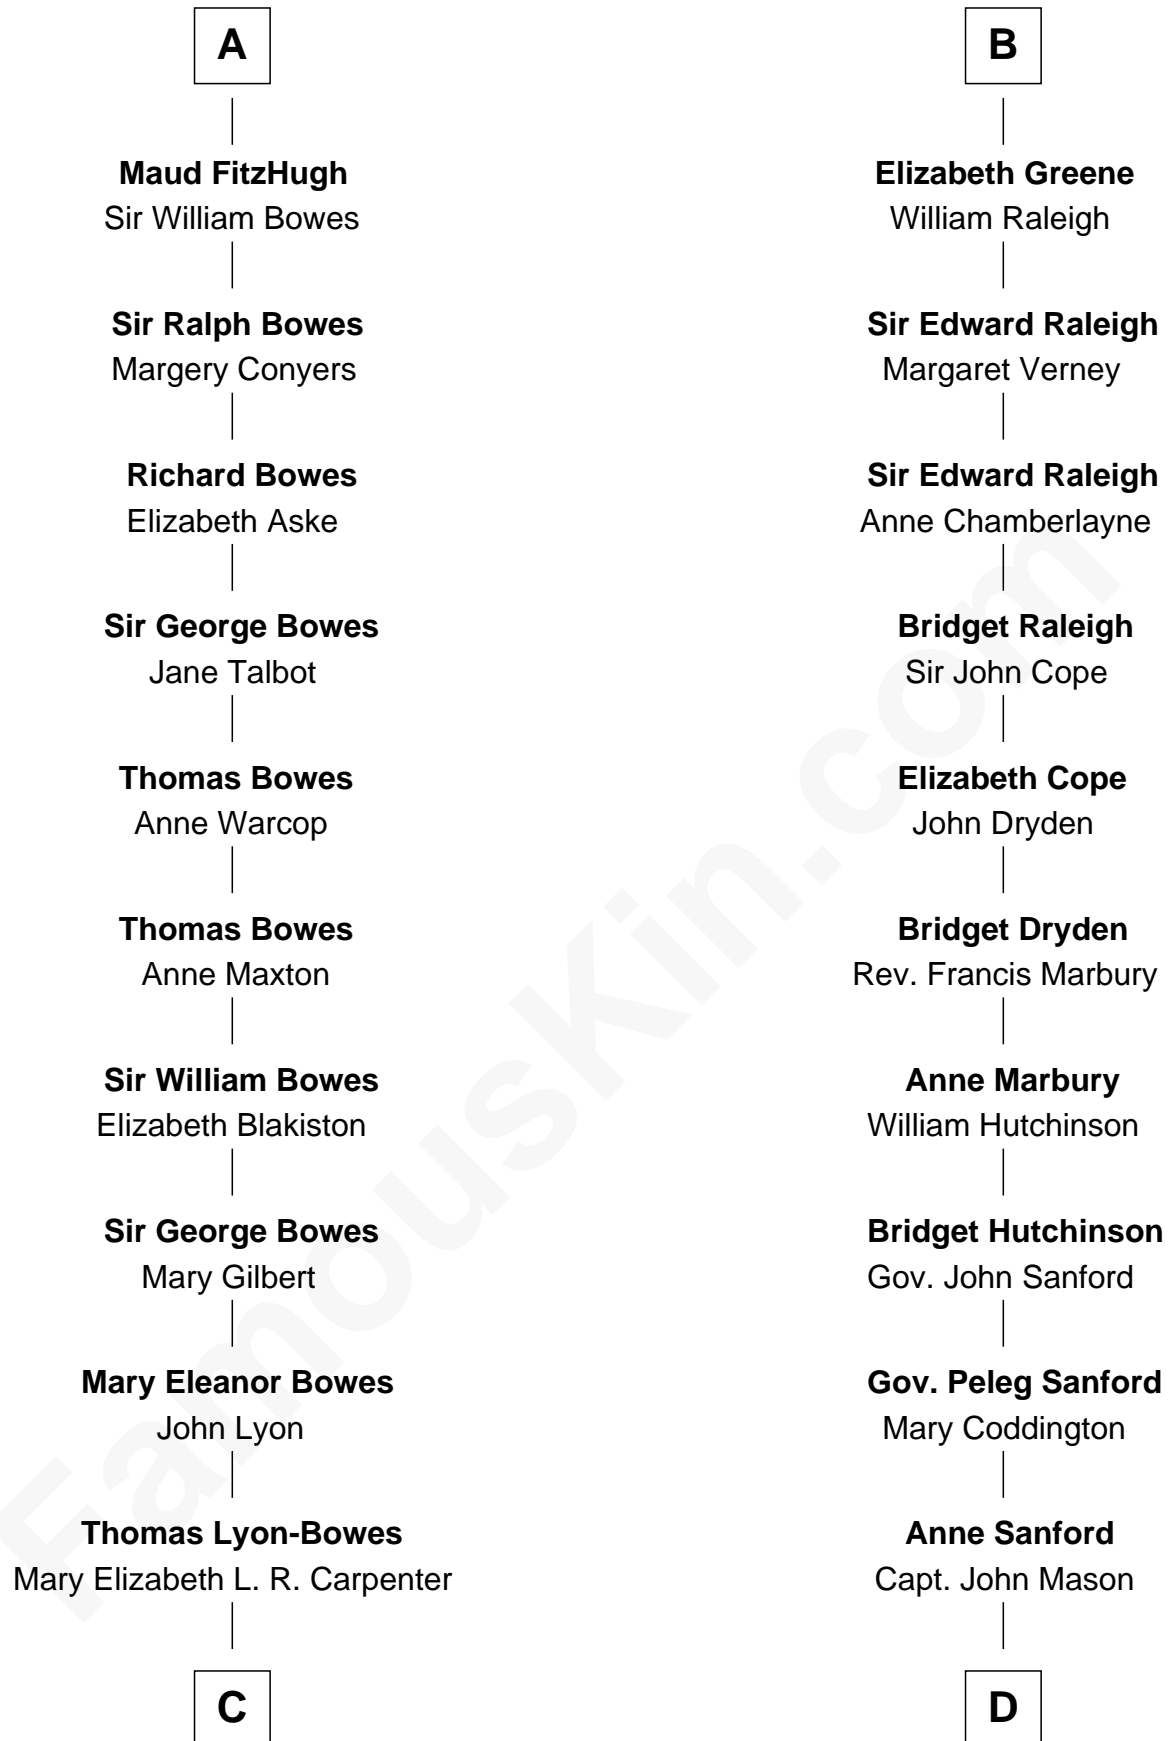 A
Maud FitzHugh
Sir William Bowes
Sir Ralph Bowes
Margery Conyers
Richard Bowes
Elizabeth Aske
Sir George Bowes
Jane Talbot
Thomas Bowes
Anne Warcop
Thomas Bowes
Anne Maxton
Sir William Bowes
Elizabeth Blakiston
Sir George Bowes
Mary Gilbert
Mary Eleanor Bowes
John Lyon
Thomas Lyon-Bowes
Mary Elizabeth L. R. Carpenter
C
B
Elizabeth Greene
William Raleigh
Sir Edward Raleigh
Margaret Verney
Sir Edward Raleigh
Anne Chamberlayne
Bridget Raleigh
Sir John Cope
Elizabeth Cope
John Dryden
Bridget Dryden
Rev. Francis Marbury
Anne Marbury
William Hutchinson
Bridget Hutchinson
Gov. John Sanford
Gov. Peleg Sanford
Mary Coddington
Anne Sanford
Capt. John Mason
D
FamousKin.com